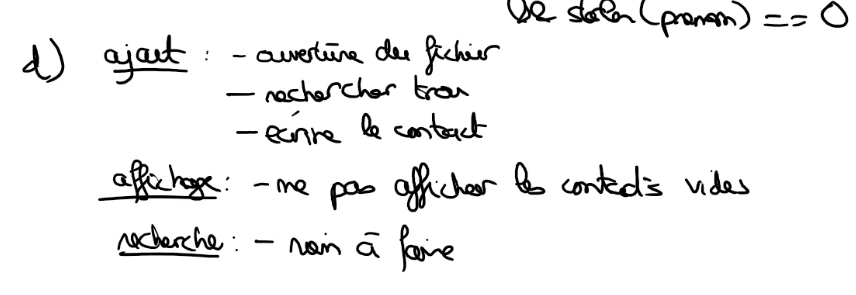 strlen(prenom) == 0
d) ajout : - ouverture du fichier
- rechercher trou
- écrire le contact
affichage : - ne pas afficher les contacts vides
recherche : - rien à faire